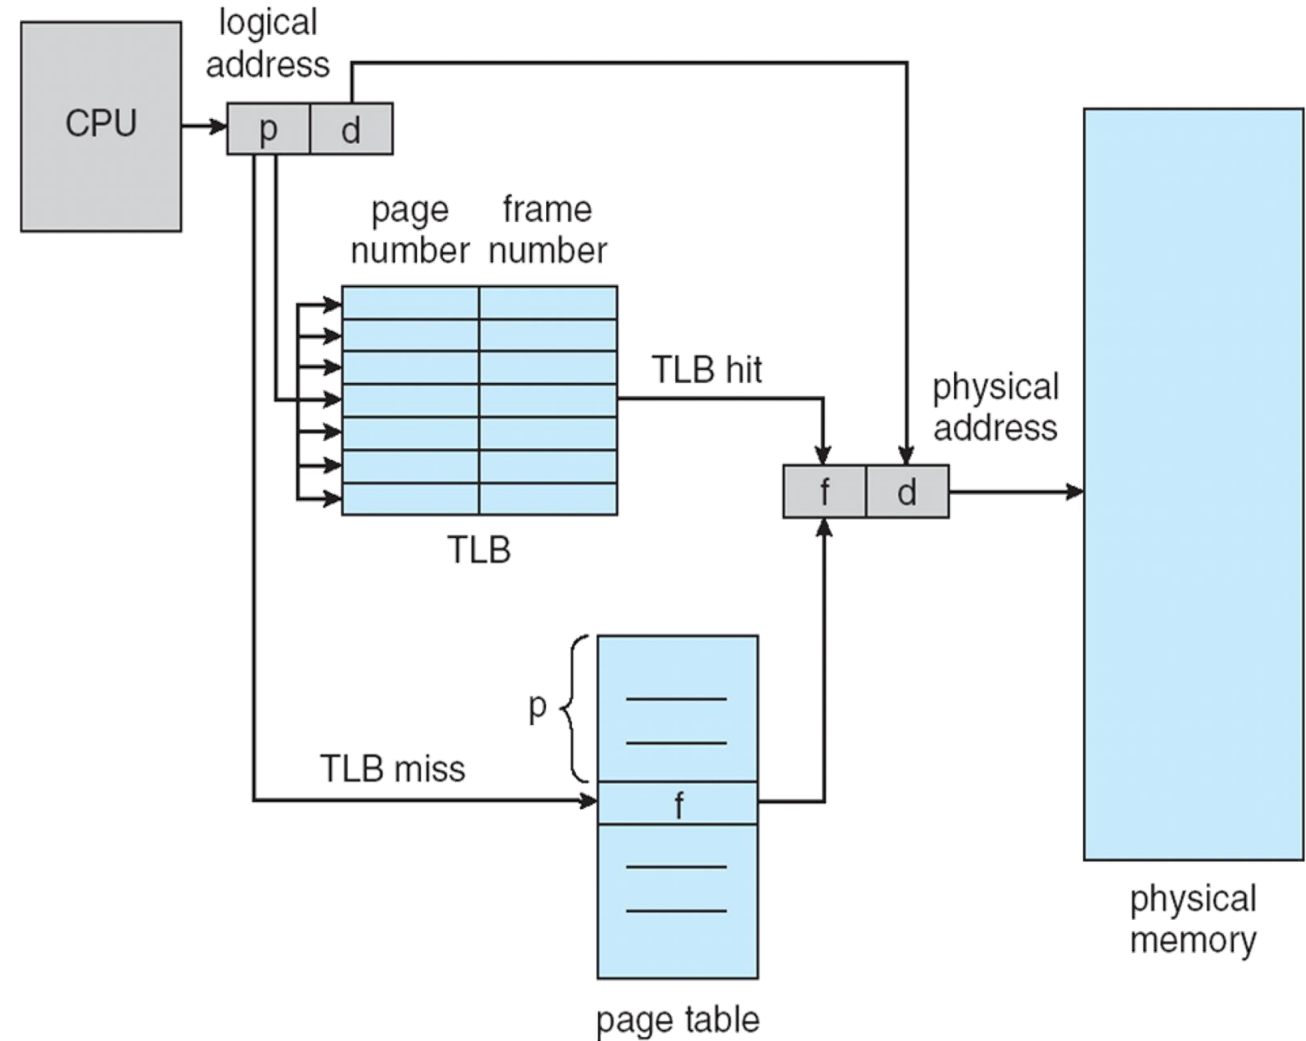 logical
address
CPU
p
d
page
number
frame
number
TLB hit
physical
address
f
d
TLB
p
TLB miss
f
physical
memory
page table